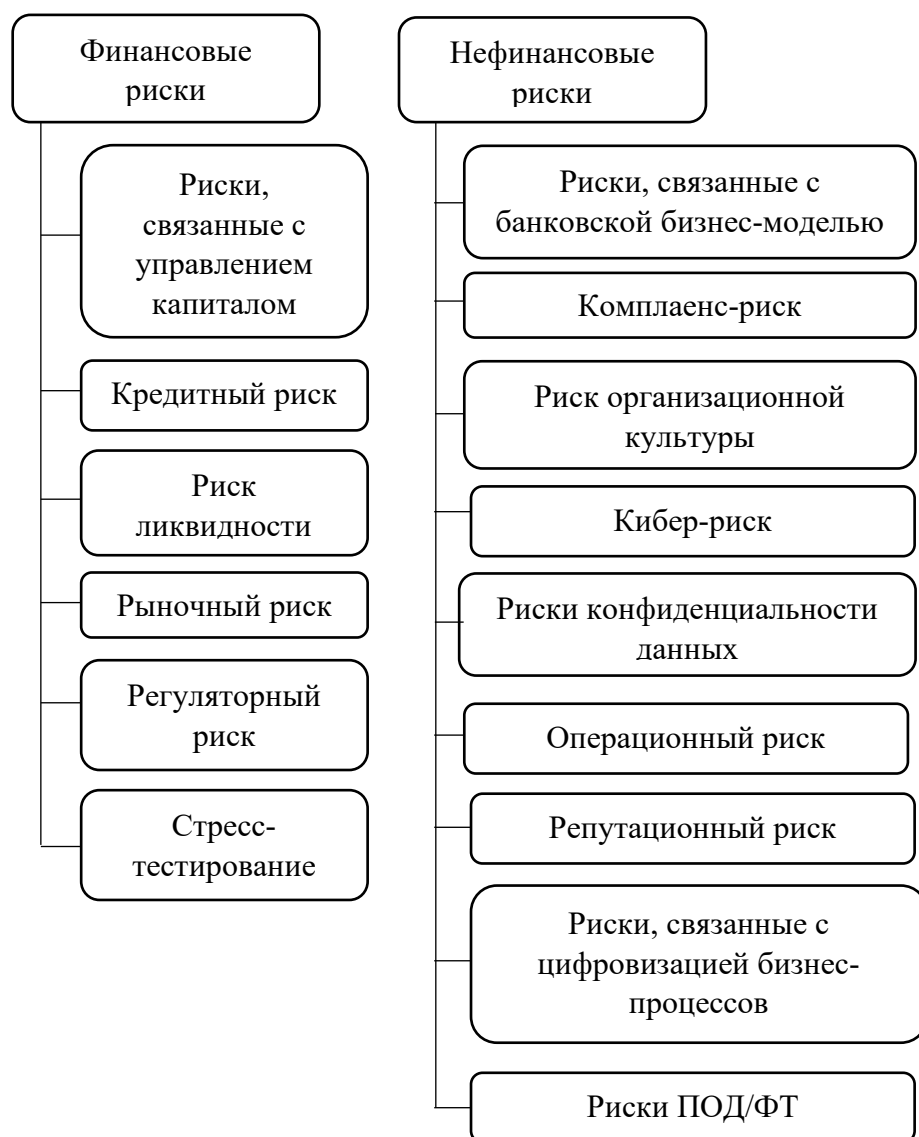 Финансовые
риски
Риски,
связанные с
управлением
капиталом
Кредитный риск
Риск
ликвидности
Рыночный риск
Регуляторный
риск
Стресс-
тестирование
Нефинансовые
риски
Риски, связанные с
банковской бизнес-моделью
Комплаенс-риск
Риск организационной
культуры
Кибер-риск
Риски конфиденциальности
данных
Операционный риск
Репутационный риск
Риски, связанные с
цифровизацией бизнес-
процессов
Риски ПОД/ФТ